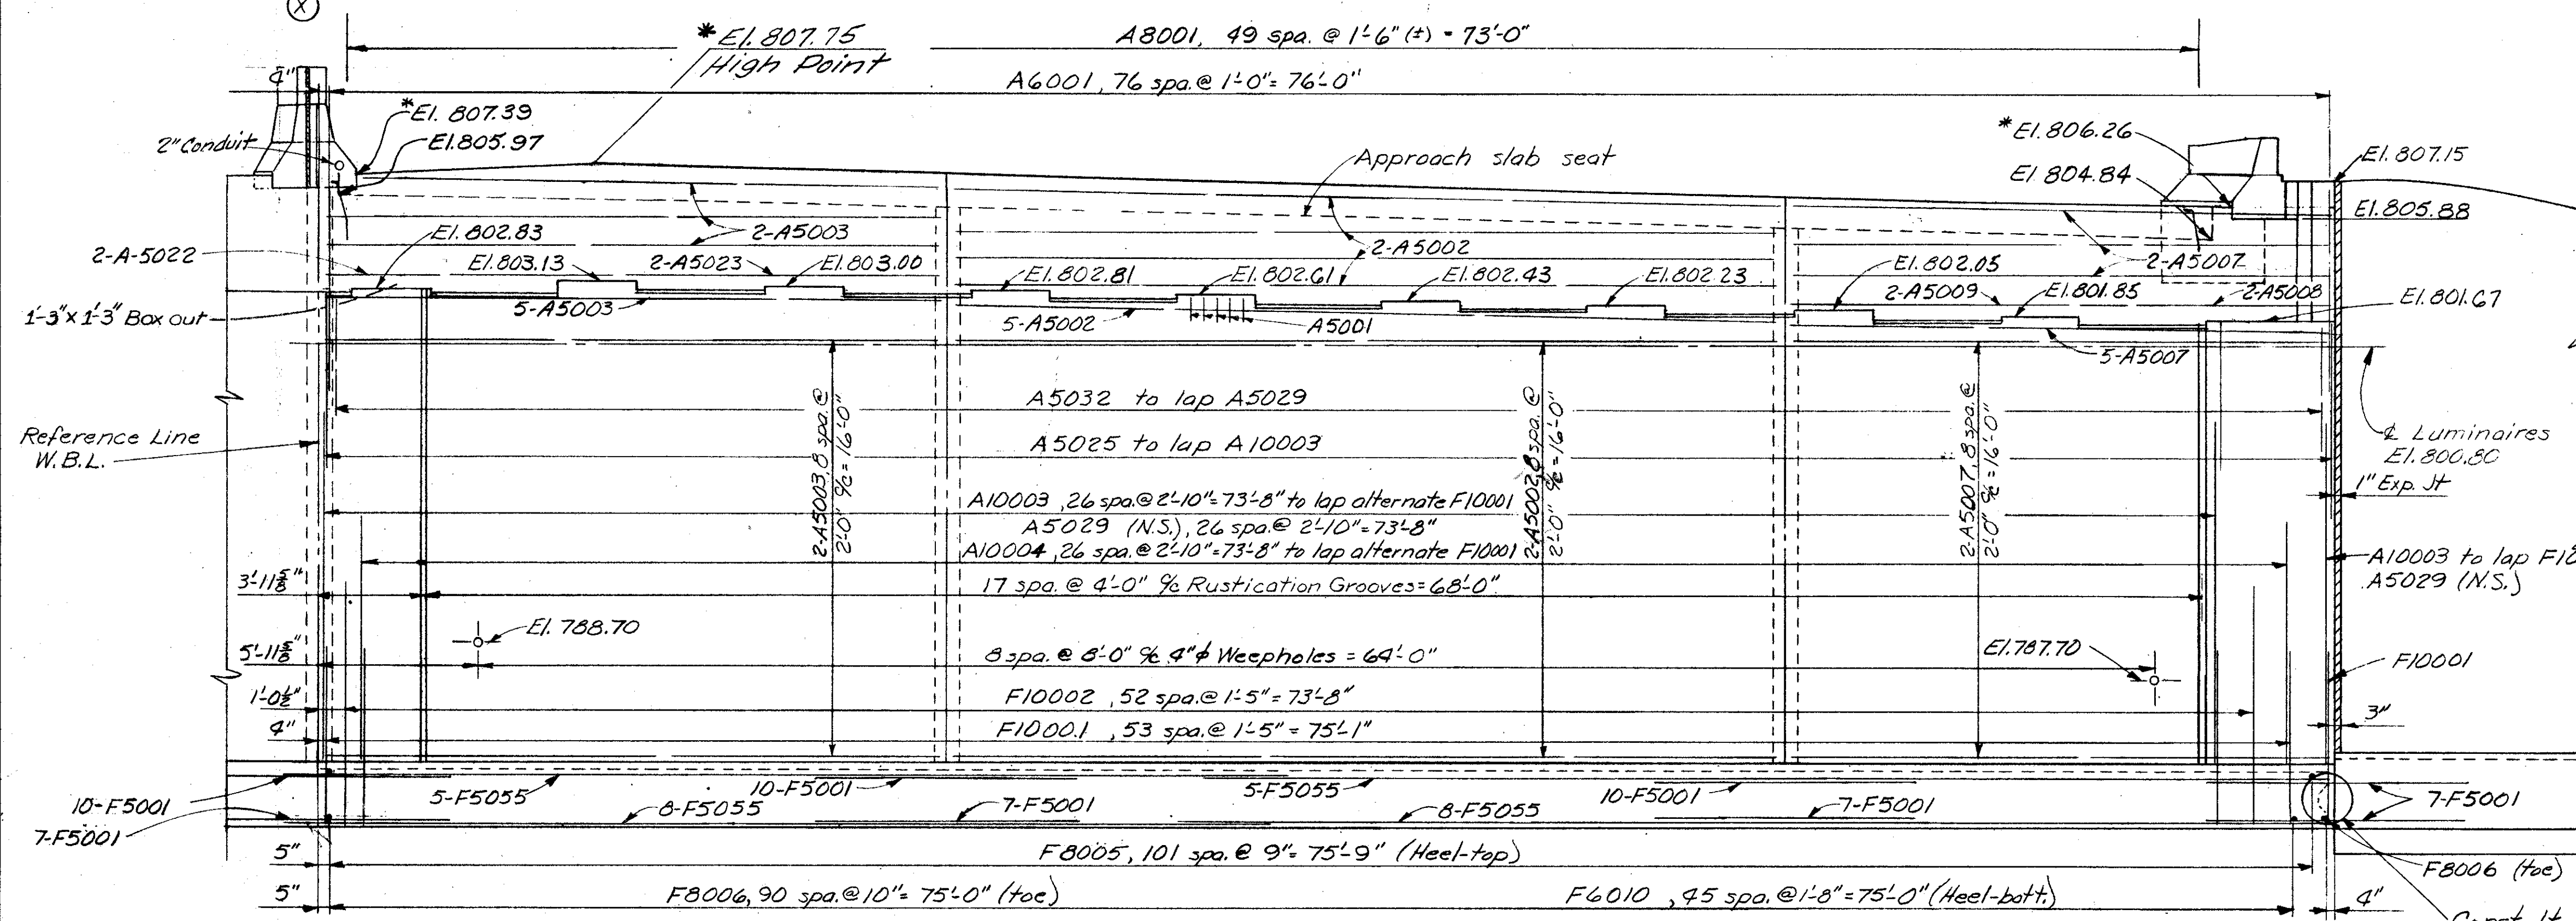 X
A8001, 49 spa. @ 1'-6" (±) = 73'-0"
* El. 807.75
High Point
A6001, 76 spa. @ 1'-0" = 76'-0"
4"
* El. 807.39
El. 805.97
2" Conduit
* El. 806.26
El. 804.84
El. 807.15
El. 805.88
Approach slab seat
2-A-5022
El. 802.83
2-A5003
El. 803.13
2-A5023
El. 803.00
2-A5002
El. 802.81
El. 802.61
El. 802.43
El. 802.23
El. 802.05
2-A5007
2-A5009
El. 801.85
2-A5008
El. 801.67
1'-3" x 1'-3" Box out
5-A5003
5-A5002
A5001
5-A5007
2-A5003, 8 spa. @
2'-0" c/c = 16'-0"
2-A5002, 8 spa. @
2'-0" c/c = 16'-0"
2-A5007, 8 spa. @
2'-0" c/c = 16'-0"
A5032 to lap A5029
Reference Line
W.B.L.
A5025 to lap A10003
℄ Luminaires
El. 800.80
1" Exp. Jt
A10003, 26 spa. @ 2'-10" = 73'-8" to lap alternate F10001
A5029 (N.S.), 26 spa. @ 2'-10" = 73'-8"
A10004, 26 spa. @ 2'-10" = 73'-8" to lap alternate F10001
A10003 to lap
A5029 (N.S.)
3'-11 5/8"
17 spa. @ 4'-0" c/c Rustication Grooves = 68'-0"
El. 788.70
El. 787.70
5'-11 5/8"
8 spa. @ 8'-0" c/c 4" ϕ Weepholes = 64'-0"
F10001
1'-0 1/2"
F10002, 52 spa. @ 1'-5" = 73'-8"
4"
F10001, 53 spa. @ 1'-5" = 75'-1"
3"
10-F5001
5-F5055
10-F5001
5-F5055
10-F5001
7-F5001
7-F5001
8-F5055
7-F5001
8-F5055
7-F5001
5"
F8005, 101 spa. @ 9" = 75'-9" (Heel-top)
F8006 (toe)
5"
F8006, 90 spa. @ 10" = 75'-0" (toe)
F6010, 45 spa. @ 1'-8" = 75'-0" (Heel-bott.)
4"